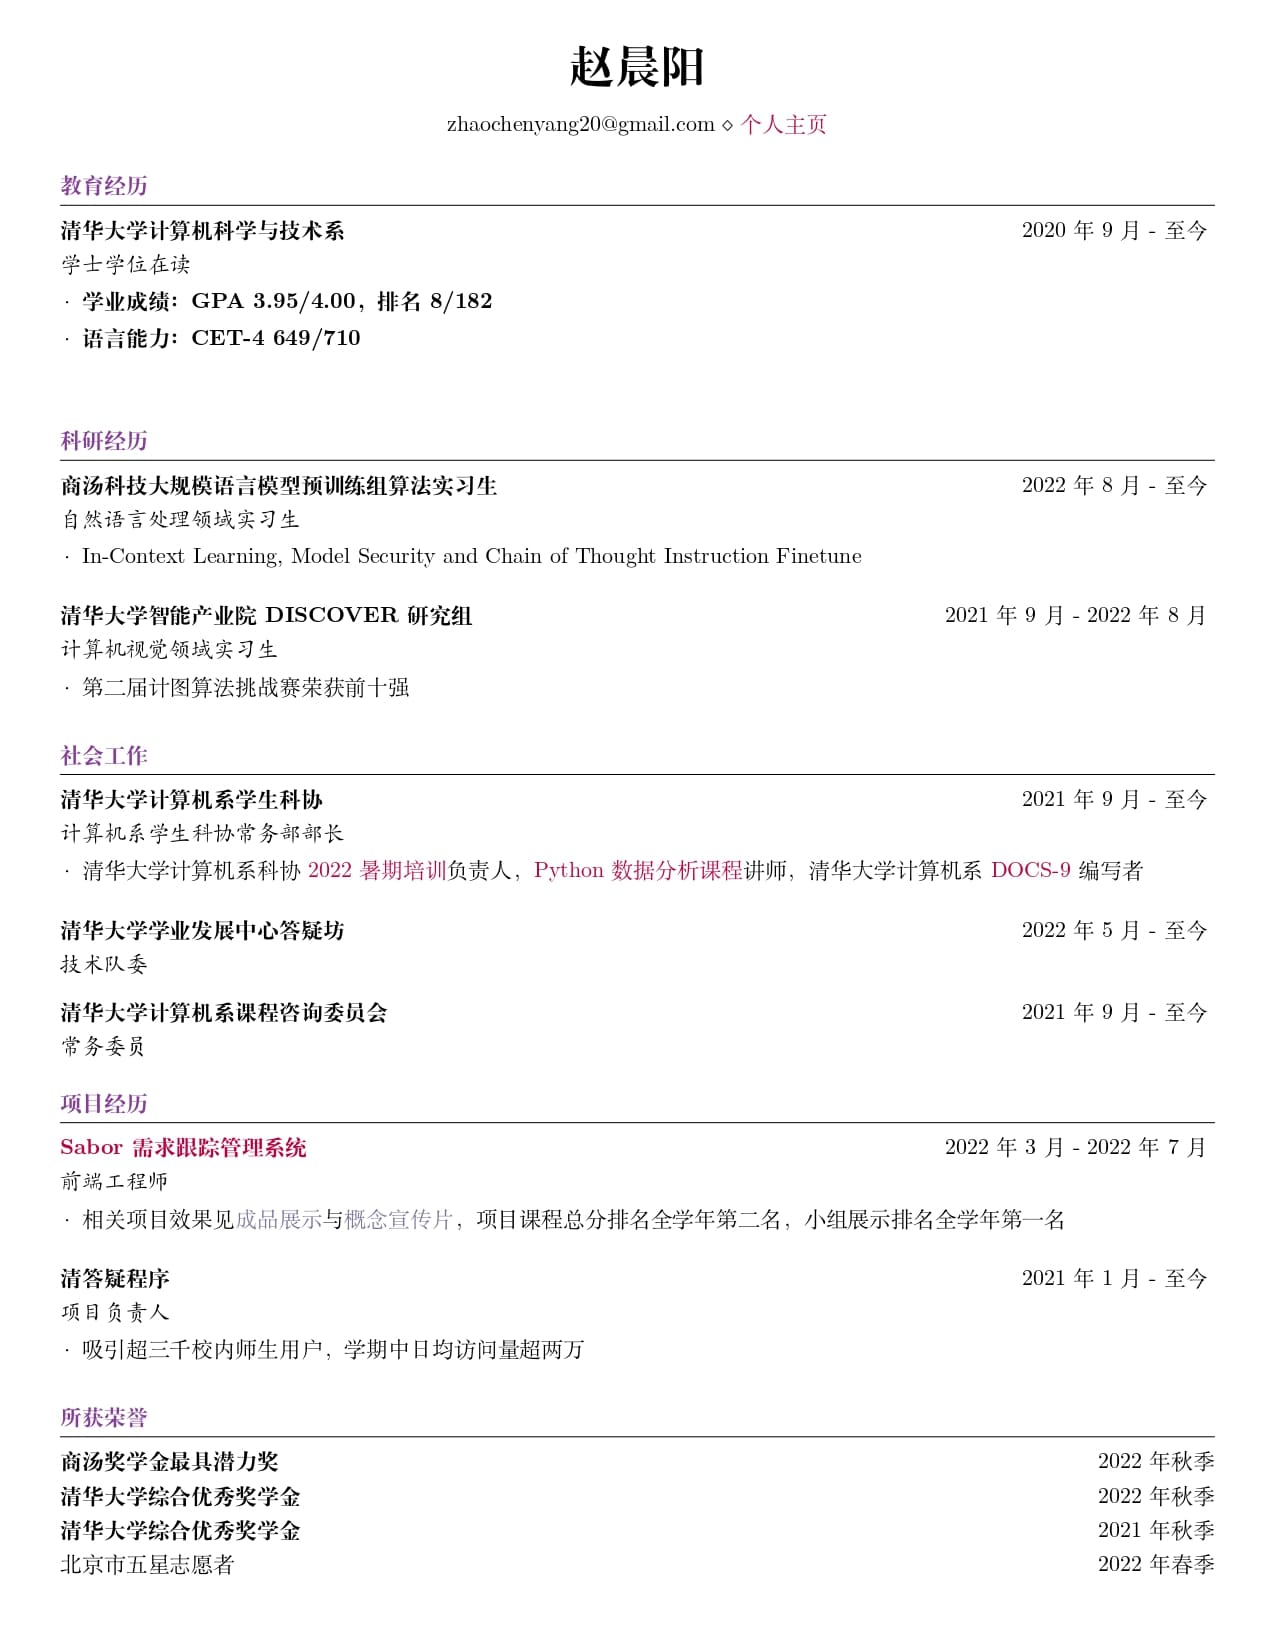 赵晨阳
zhaochenyang20@gmail.com ⋄ 个人主页
教育经历
清华大学计算机科学与技术系 2020 年 9 月 - 至今
学士学位在读
· 学业成绩：GPA 3.95/4.00，排名 8/182
· 语言能力：CET-4 649/710
科研经历
商汤科技大规模语言模型预训练组算法实习生 2022 年 8 月 - 至今
自然语言处理领域实习生
· In-Context Learning, Model Security and Chain of Thought Instruction Finetune
清华大学智能产业院 DISCOVER 研究组 2021 年 9 月 - 2022 年 8 月
计算机视觉领域实习生
· 第二届计图算法挑战赛荣获前十强
社会工作
清华大学计算机系学生科协 2021 年 9 月 - 至今
计算机系学生科协常务部部长
· 清华大学计算机系科协 2022 暑期培训负责人，Python 数据分析课程讲师，清华大学计算机系 DOCS-9 编写者
清华大学学业发展中心答疑坊 2022 年 5 月 - 至今
技术队委
清华大学计算机系课程咨询委员会 2021 年 9 月 - 至今
常务委员
项目经历
Sabor 需求跟踪管理系统 2022 年 3 月 - 2022 年 7 月
前端工程师
· 相关项目效果见成品展示与概念宣传片，项目课程总分排名全学年第二名，小组展示排名全学年第一名
清答疑程序 2021 年 1 月 - 至今
项目负责人
· 吸引超三千校内师生用户，学期中日均访问量超两万
所获荣誉
商汤奖学金最具潜力奖 2022 年秋季
清华大学综合优秀奖学金 2022 年秋季
清华大学综合优秀奖学金 2021 年秋季
北京市五星志愿者 2022 年春季